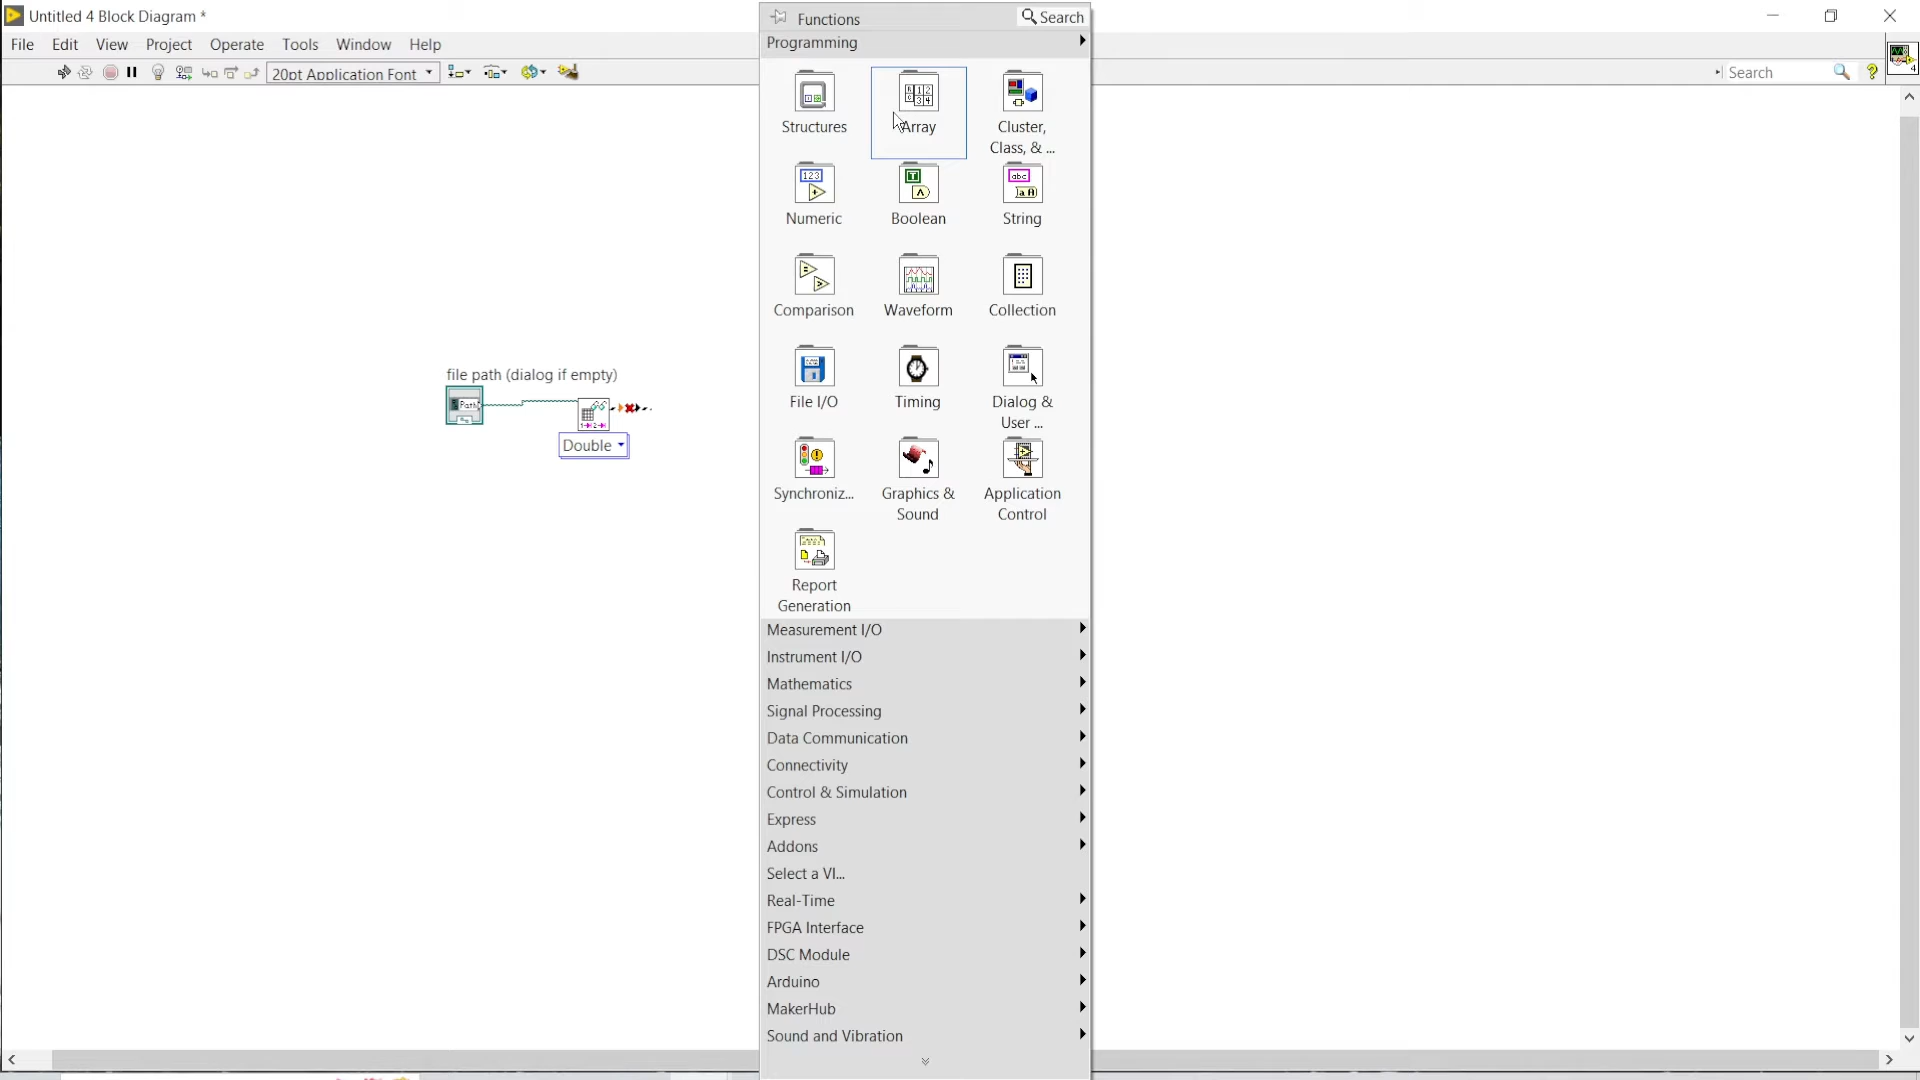 Untitled 4 Block Diagram *
File Edit View Project Operate Tools Window Help
20pt Application Font
Search
4
Functions
Search
Programming
Structures
Array
Cluster,
Class, & ...
Numeric
Boolean
String
Comparison
Waveform
Collection
File I/O
Timing
Dialog &
User ...
Synchroniz...
Graphics &
Sound
Application
Control
Report
Generation
Measurement I/O
Instrument I/O
Mathematics
Signal Processing
Data Communication
Connectivity
Control & Simulation
Express
Addons
Select a VI...
Real-Time
FPGA Interface
DSC Module
Arduino
MakerHub
Sound and Vibration
file path (dialog if empty)
Path
Double